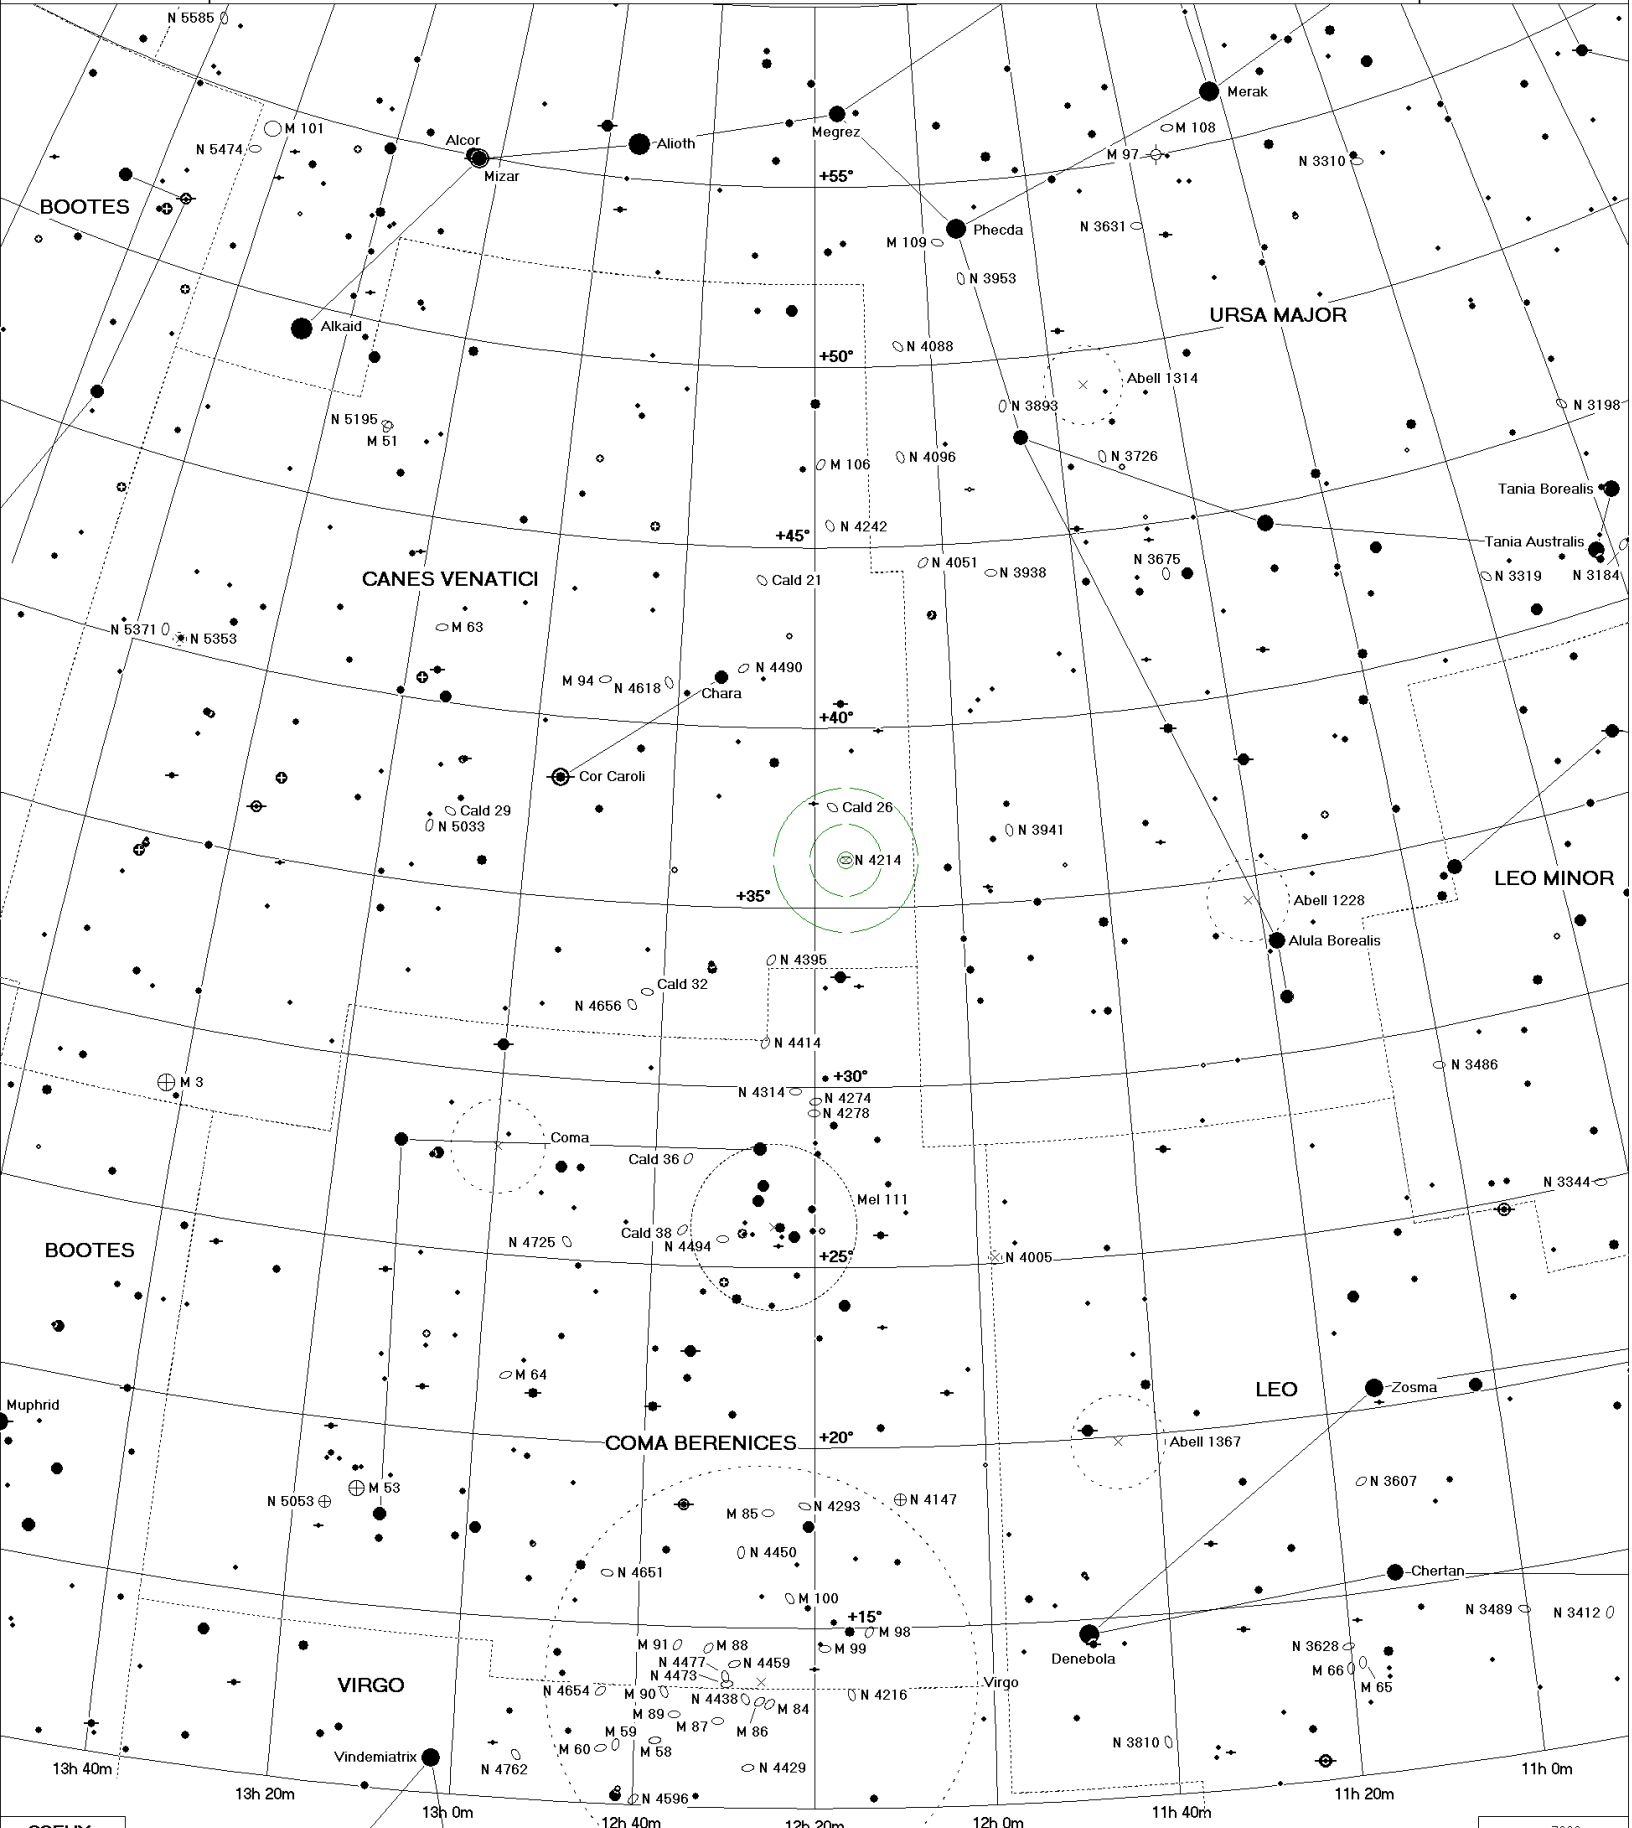 N 5585
Merak
M 101
Megrez
M 108
Alcor
Alioth
N 5474
M 97
N 3310
Mizar
+55°
BOOTES
N 3631
Phecda
M 109
N 3953
URSA MAJOR
Alkaid
N 4088
+50°
Abell 1314
N 3893
N 3198
N 5195
M 51
N 4096
N 3726
M 106
Tania Borealis
N 4242
+45°
Tania Australis
N 4051
N 3675
N 3938
N 3319
N 3184
CANES VENATICI
Cald 21
M 63
N 5371
N 5353
N 4490
M 94
N 4618
Chara
+40°
Cor Caroli
Cald 26
Cald 29
N 5033
N 3941
N 4214
LEO MINOR
+35°
Abell 1228
Alula Borealis
N 4395
Cald 32
N 4656
N 4414
N 3486
+30°
M 3
N 4314
N 4274
N 4278
Coma
Cald 36
N 3344
Mel 111
Cald 38
N 4494
N 4725
BOOTES
+25°
N 4005
M 64
LEO
Zosma
Muphrid
COMA BERENICES
+20°
Abell 1367
N 3607
M 53
N 5053
N 4147
N 4293
M 85
N 4450
N 4651
Chertan
M 100
N 3489
N 3412
+15°
M 98
M 91
M 88
M 99
N 3628
Denebola
N 4477
N 4459
N 4473
M 66
M 65
VIRGO
Virgo
N 4654
M 90
N 4438
M 84
N 4216
M 89
M 87
M 86
M 59
M 60
M 58
N 3810
Vindemiatrix
N 4762
N 4429
13h 40m
11h 0m
13h 20m
11h 20m
N 4596
13h 0m
11h 40m
12h 40m
12h 20m
12h 0m